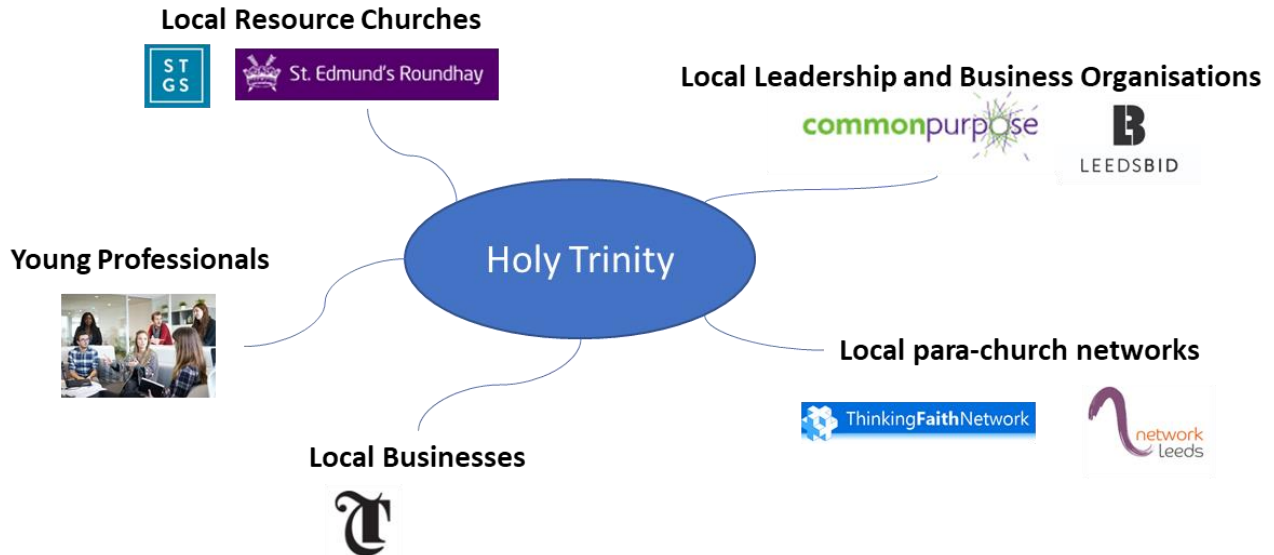 Local Resource Churches
ST
GS
St. Edmund's Roundhay
Local Leadership and Business Organisations
commonpurpose
LB
LEEDSBID
Holy Trinity
Young Professionals
Local para-church networks
ThinkingFaithNetwork
network
Leeds
Local Businesses
T